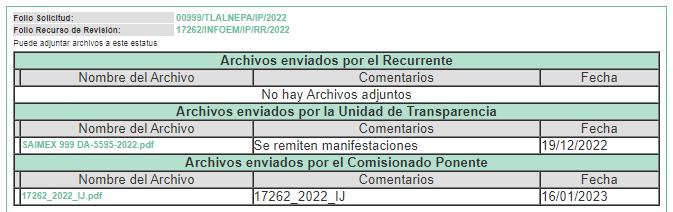 Folio Solicitud: 00999/TLALNEPA/IP/2022
Folio Recurso de Revisión: 17262/INFOEM/IP/RR/2022
Puede adjuntar archivos a este estatus
Archivos enviados por el Recurrente
Nombre del Archivo Comentarios Fecha
No hay Archivos adjuntos
Archivos enviados por la Unidad de Transparencia
Nombre del Archivo Comentarios Fecha
SAIMEX 999 DA-5595-2022.pdf Se remiten manifestaciones 19/12/2022
Archivos enviados por el Comisionado Ponente
Nombre del Archivo Comentarios Fecha
17262_2022_IJ.pdf 17262_2022_IJ 16/01/2023